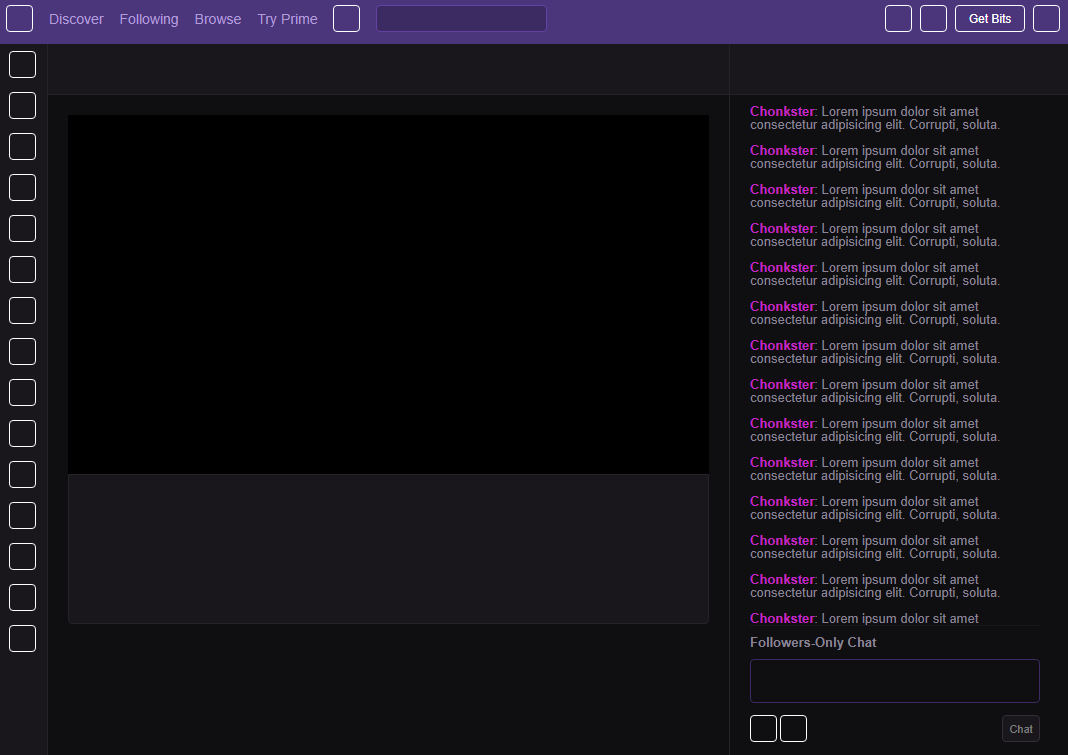 Discover Following Browse Try Prime Get Bits
Chonkster: Lorem ipsum dolor sit amet
consectetur adipisicing elit. Corrupti, soluta.
Chonkster: Lorem ipsum dolor sit amet
consectetur adipisicing elit. Corrupti, soluta.
Chonkster: Lorem ipsum dolor sit amet
consectetur adipisicing elit. Corrupti, soluta.
Chonkster: Lorem ipsum dolor sit amet
consectetur adipisicing elit. Corrupti, soluta.
Chonkster: Lorem ipsum dolor sit amet
consectetur adipisicing elit. Corrupti, soluta.
Chonkster: Lorem ipsum dolor sit amet
consectetur adipisicing elit. Corrupti, soluta.
Chonkster: Lorem ipsum dolor sit amet
consectetur adipisicing elit. Corrupti, soluta.
Chonkster: Lorem ipsum dolor sit amet
consectetur adipisicing elit. Corrupti, soluta.
Chonkster: Lorem ipsum dolor sit amet
consectetur adipisicing elit. Corrupti, soluta.
Chonkster: Lorem ipsum dolor sit amet
consectetur adipisicing elit. Corrupti, soluta.
Chonkster: Lorem ipsum dolor sit amet
consectetur adipisicing elit. Corrupti, soluta.
Chonkster: Lorem ipsum dolor sit amet
consectetur adipisicing elit. Corrupti, soluta.
Chonkster: Lorem ipsum dolor sit amet
consectetur adipisicing elit. Corrupti, soluta.
Chonkster: Lorem ipsum dolor sit amet
Followers-Only Chat
Chat